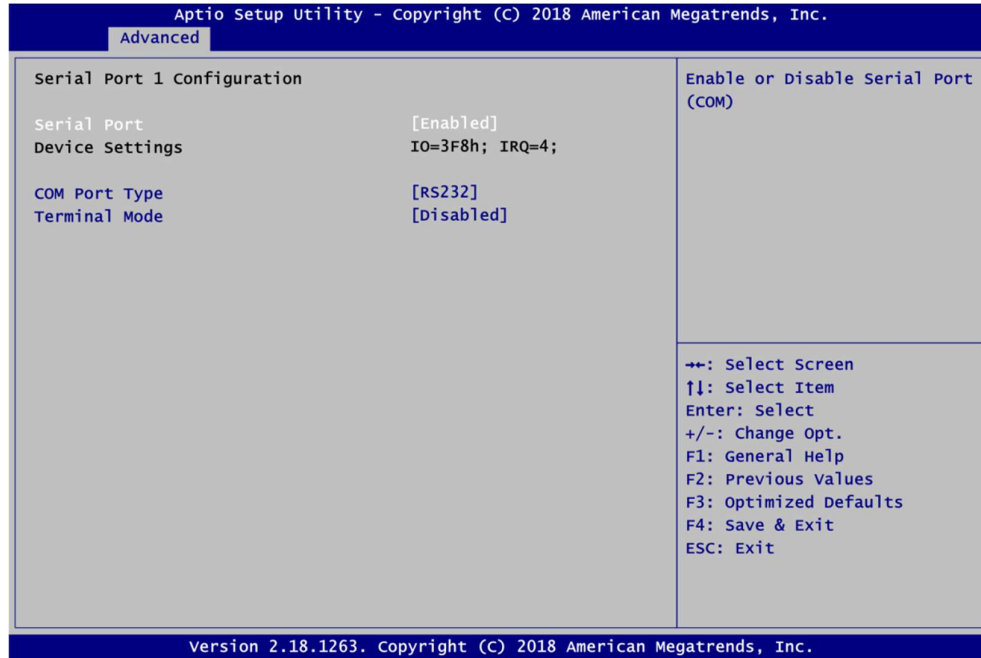 Aptio Setup Utility - Copyright (C) 2018 American Megatrends, Inc.
Advanced
Serial Port 1 Configuration
Serial Port [Enabled]
Device Settings IO=3F8h; IRQ=4;
COM Port Type [RS232]
Terminal Mode [Disabled]
Enable or Disable Serial Port
(COM)
→←: Select Screen
↑↓: Select Item
Enter: Select
+/-: Change Opt.
F1: General Help
F2: Previous Values
F3: Optimized Defaults
F4: Save & Exit
ESC: Exit
Version 2.18.1263. Copyright (C) 2018 American Megatrends, Inc.